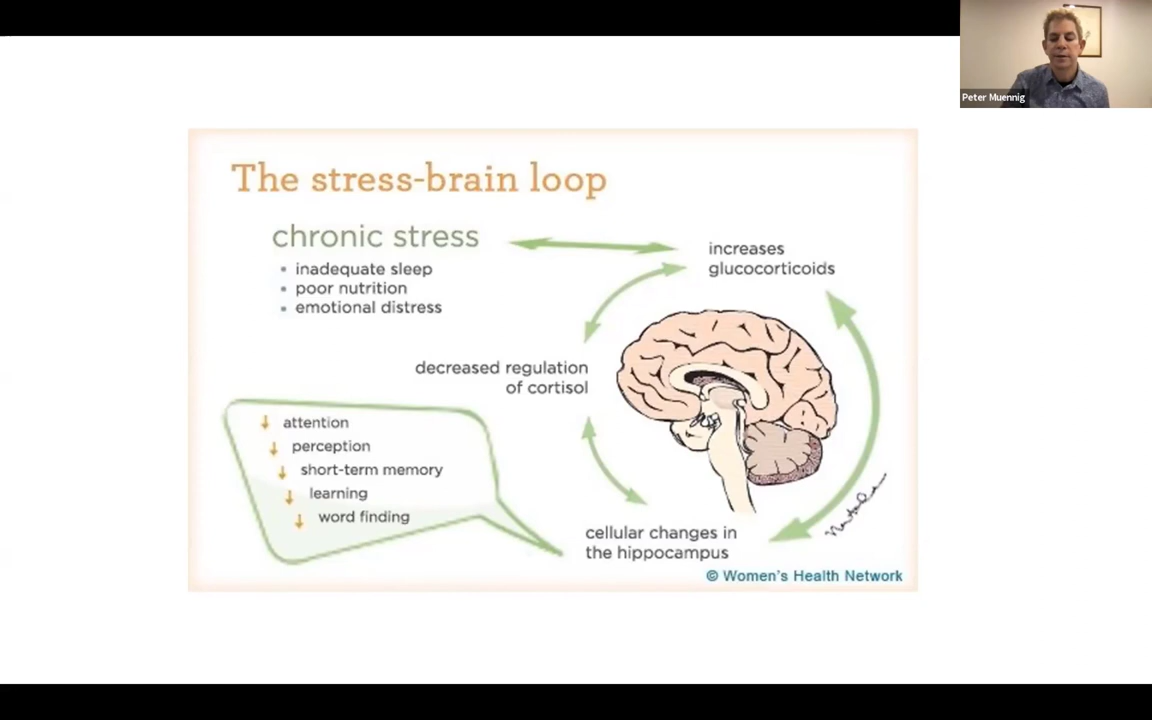 Peter Muennig
The stress-brain loop
chronic stress
• inadequate sleep
• poor nutrition
• emotional distress
increases
glucocorticoids
decreased regulation
of cortisol
↓ attention
↓ perception
↓ short-term memory
↓ learning
↓ word finding
cellular changes in
the hippocampus
© Women's Health Network